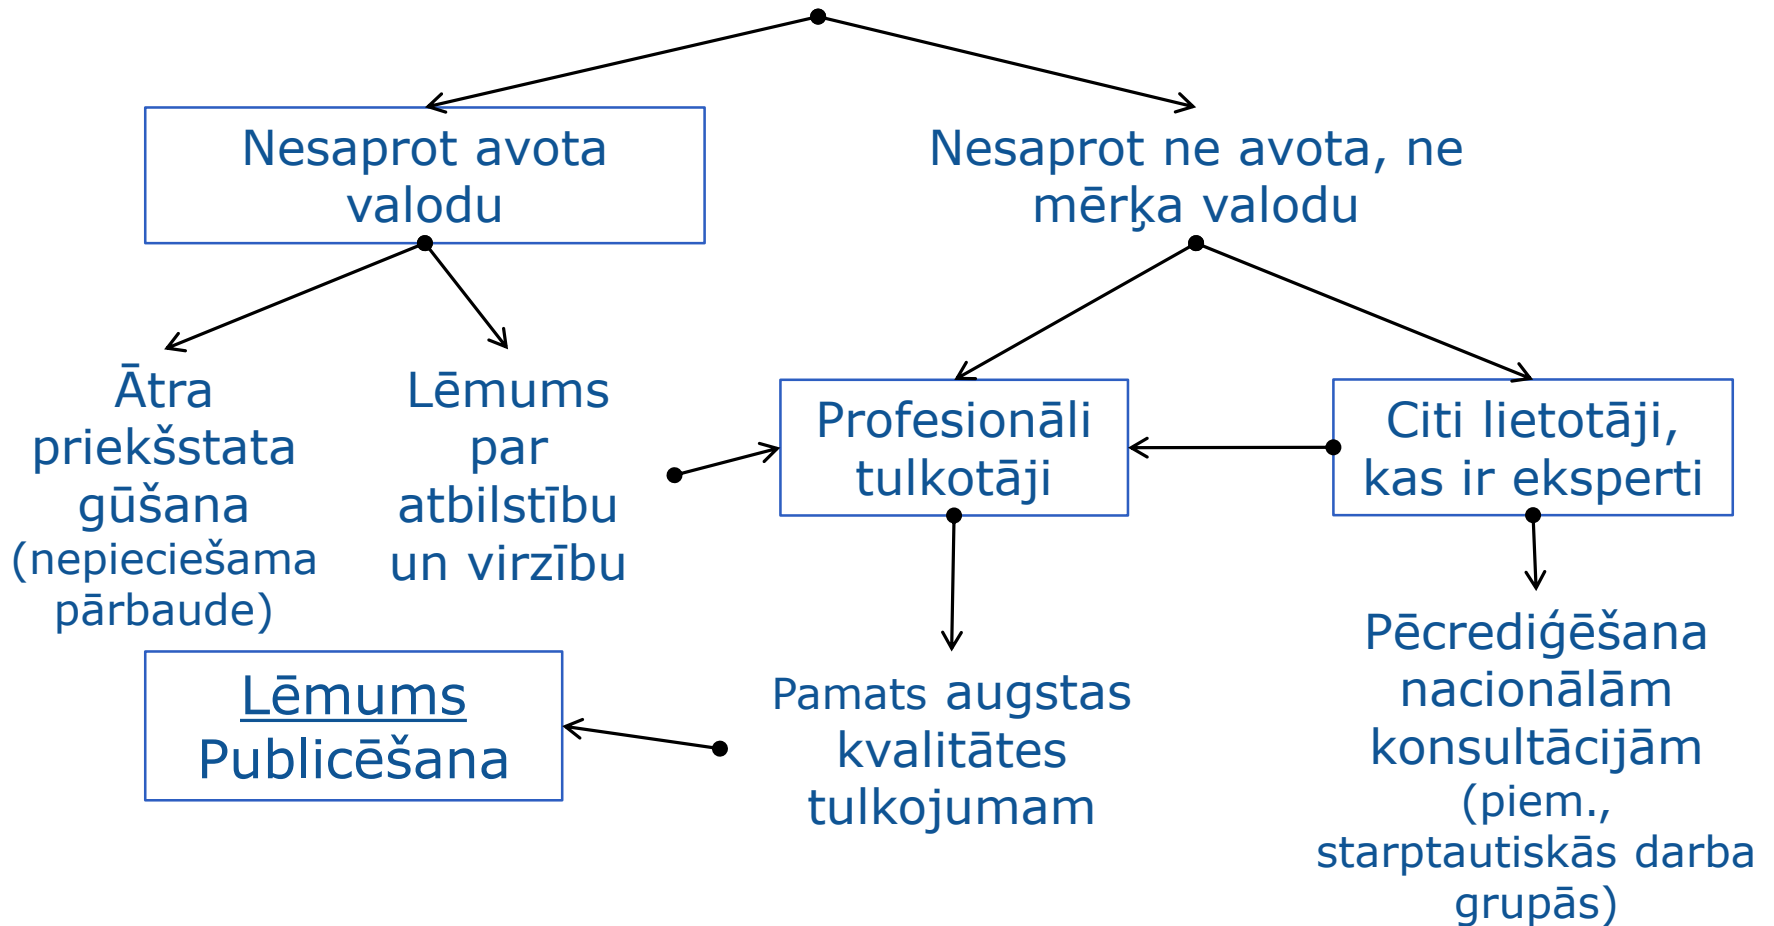 Nesaprot avota
valodu
Nesaprot ne avota, ne
mērķa valodu
Ātra
priekšstata
gūšana
(nepieciešama
pārbaude)
Lēmums
par
atbilstību
un virzību
Profesionāli
tulkotāji
Citi lietotāji,
kas ir eksperti
Lēmums
Publicēšana
Pamats augstas
kvalitātes
tulkojumam
Pēcrediģēšana
nacionālām
konsultācijām
(piem.,
starptautiskās darba
grupās)